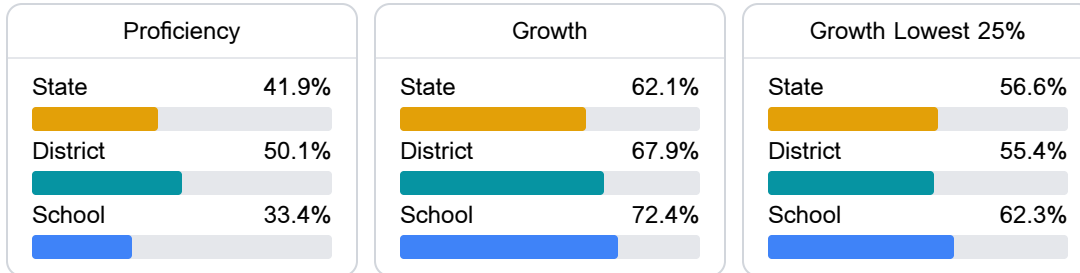 Proficiency
State 41.9%
District 50.1%
School 33.4%
Growth
State 62.1%
District 67.9%
School 72.4%
Growth Lowest 25%
State 56.6%
District 55.4%
School 62.3%